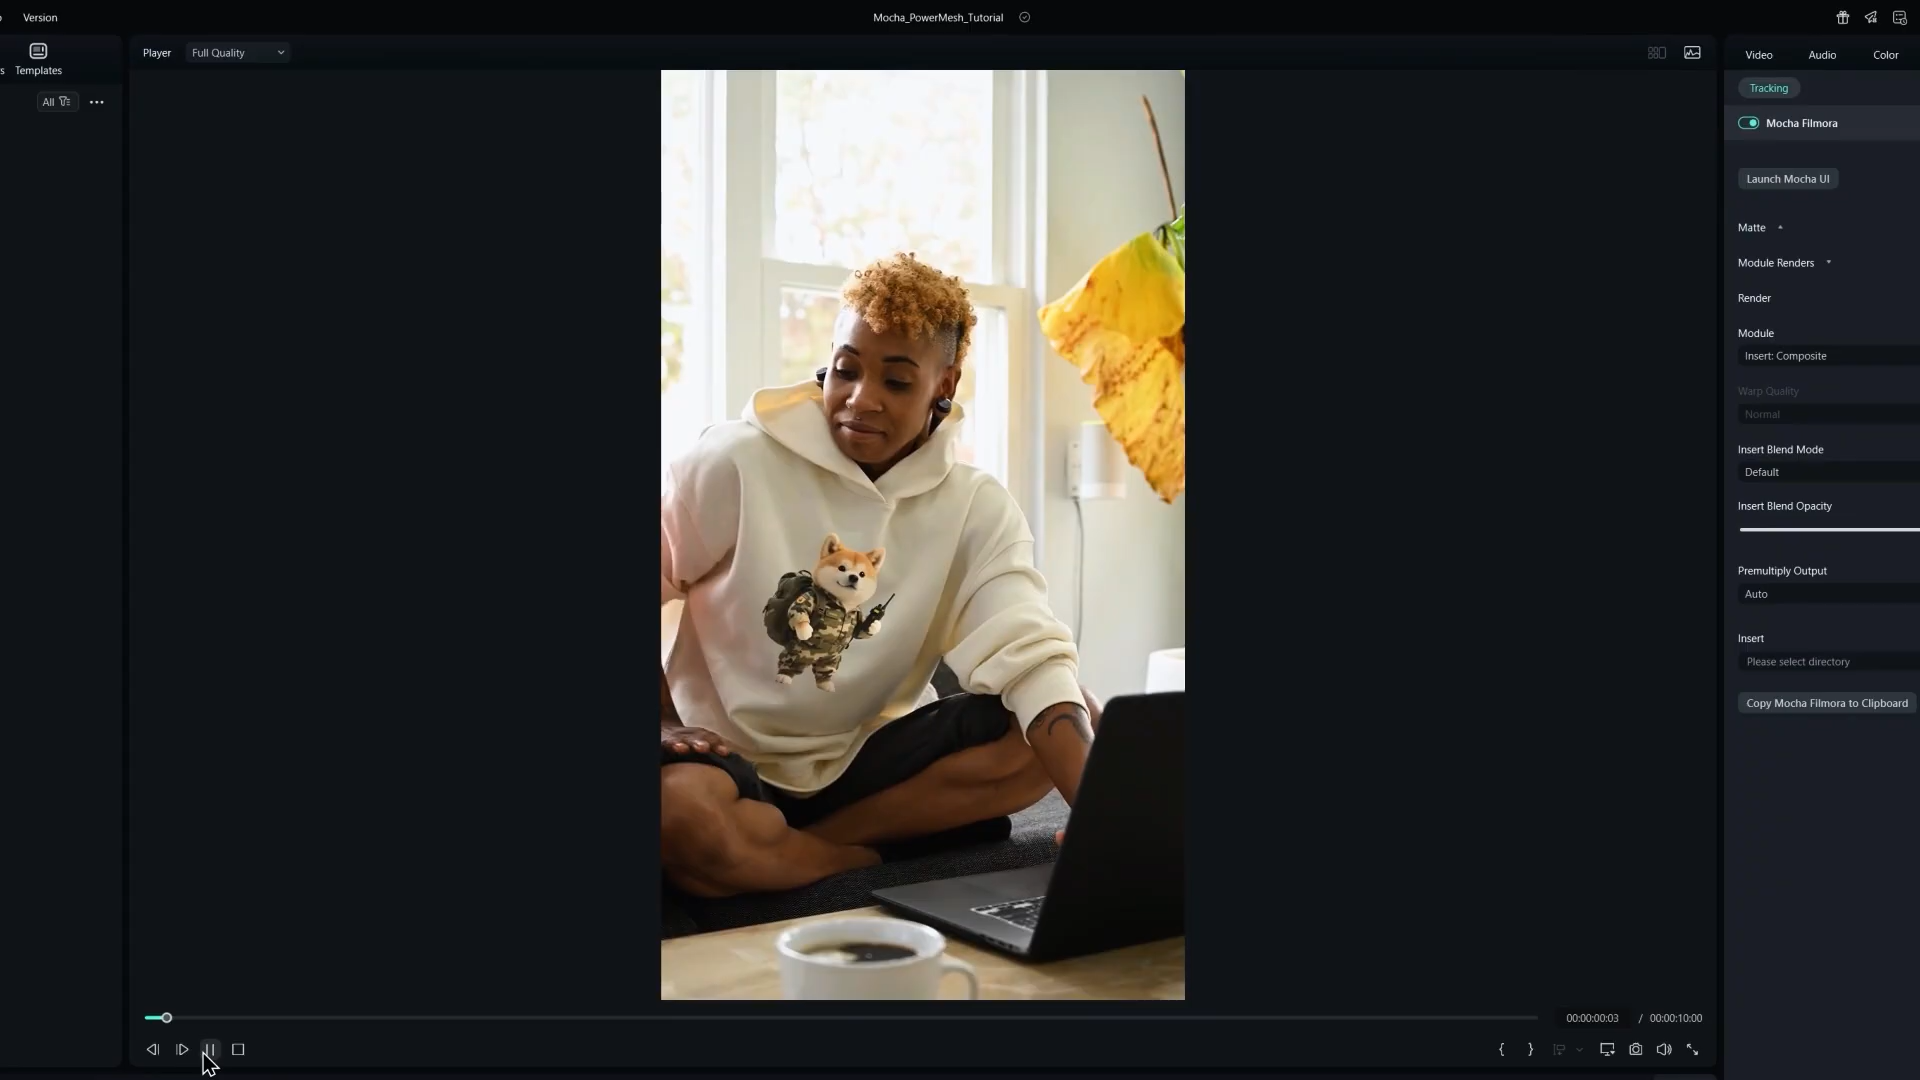 Version
Mocha_PowerMesh_Tutorial
Templates
All
Player
Full Quality
Video
Audio
Color
Tracking
Mocha Filmora
Launch Mocha UI
Matte
Module Renders
Render
Module
Insert: Composite
Warp Quality
Normal
Insert Blend Mode
Default
Insert Blend Opacity
Premultiply Output
Auto
Insert
Please select directory
Copy Mocha Filmora to Clipboard
00:00:00:03 / 00:00:10:00